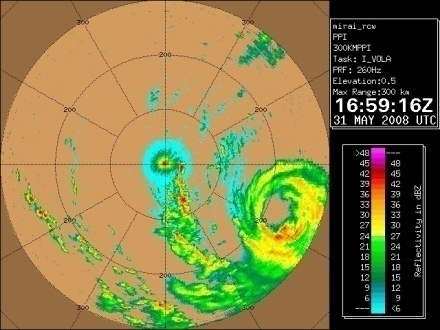 mirai_rcw
PPI
300KMPPI
Task: I_VOLA
PRF: 260Hz
Elevation:0.5
Max Range:300 km
16:59:16Z
31 MAY 2008 UTC
300
300
200
200
200
200
200
300
300
>48 ---
45 48
42 45
39 42
36 39
33 36
30 33
27 30
24 27
21 24
18 21
15 18
12 15
9 12
6 9
--- <6
Reflectivity in dBZ